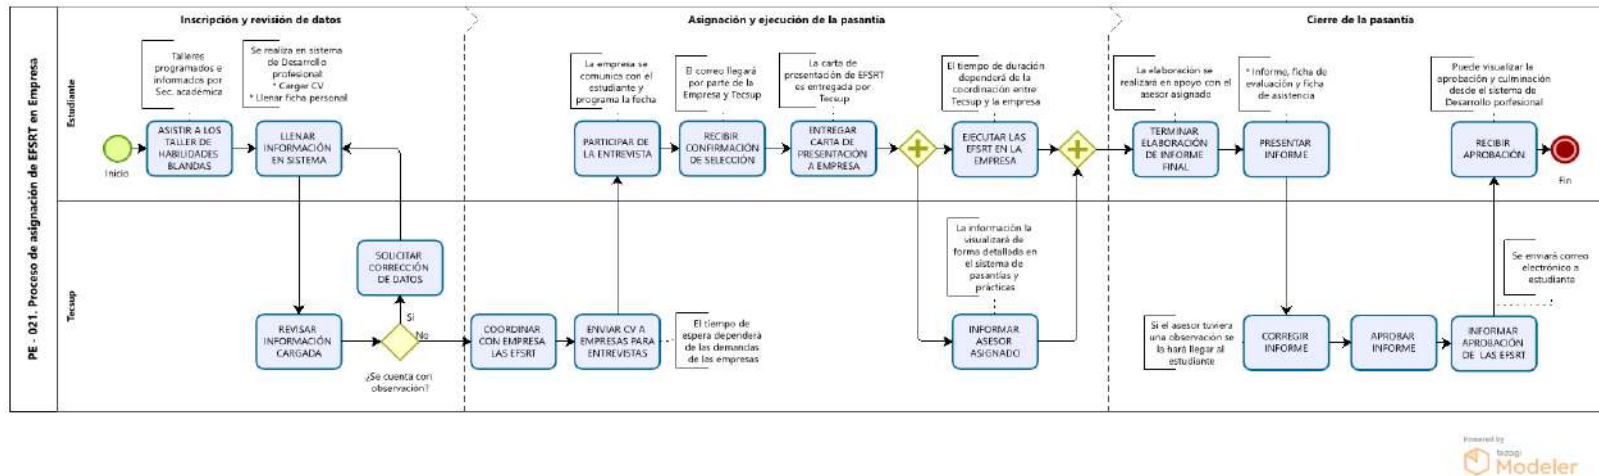 Inscripción y revisión de datos
Asignación y ejecución de la pasantía
Cierre de la pasantía
PE - 021. Proceso de asignación de EFSRT en Empresa
Estudiante
Tecsup
Talleres
programados e
informados por
Sec. académica
Se realiza en sistema
de Desarrollo
profesional:
* Cargar CV
* Llenar ficha personal
La empresa se
comunica con el
estudiante y
programa la fecha
El correo llegará
por parte de la
Empresa y Tecsup
La carta de
presentación de EFSRT
es entregada por
Tecsup
El tiempo de duración
dependerá de la
coordinación entre
Tecsup y la empresa
La elaboración se
realizará en apoyo con el
asesor asignado
* Informe, ficha de
evaluación y ficha
de asistencia
Puede visualizar la
aprobación y culminación
desde el sistema de
Desarrollo porfesional
Inicio
ASISTIR A LOS
TALLER DE
HABILIDADES
BLANDAS
LLENAR
INFORMACIÓN
EN SISTEMA
PARTICIPAR DE
LA ENTREVISTA
RECIBIR
CONFIRMACIÓN
DE SELECCIÓN
ENTREGAR
CARTA DE
PRESENTACIÓN
A EMPRESA
EJECUTAR LAS
EFSRT EN LA
EMPRESA
TERMINAR
ELABORACIÓN
DE INFORME
FINAL
PRESENTAR
INFORME
RECIBIR
APROBACIÓN
Fin
SOLICITAR
CORRECCIÓN
DE DATOS
La información la
visualizará de
forma detallada en
el sistema de
pasantías y
prácticas
Se enviará correo
electrónico a
estudiante
REVISAR
INFORMACIÓN
CARGADA
Si
No
¿Se cuenta con
observación?
COORDINAR
CON EMPRESA
LAS EFSRT
ENVIAR CV A
EMPRESAS PARA
ENTREVISTAS
El tiempo de
espera dependerá
de las demandas
de las empresas
INFORMAR
ASESOR
ASIGNADO
Si el asesor tuviera
una observación se
la hará llegar al
estudiante
CORREGIR
INFORME
APROBAR
INFORME
INFORMAR
APROBACIÓN
DE LAS EFSRT
Powered by
bizagi
Modeler